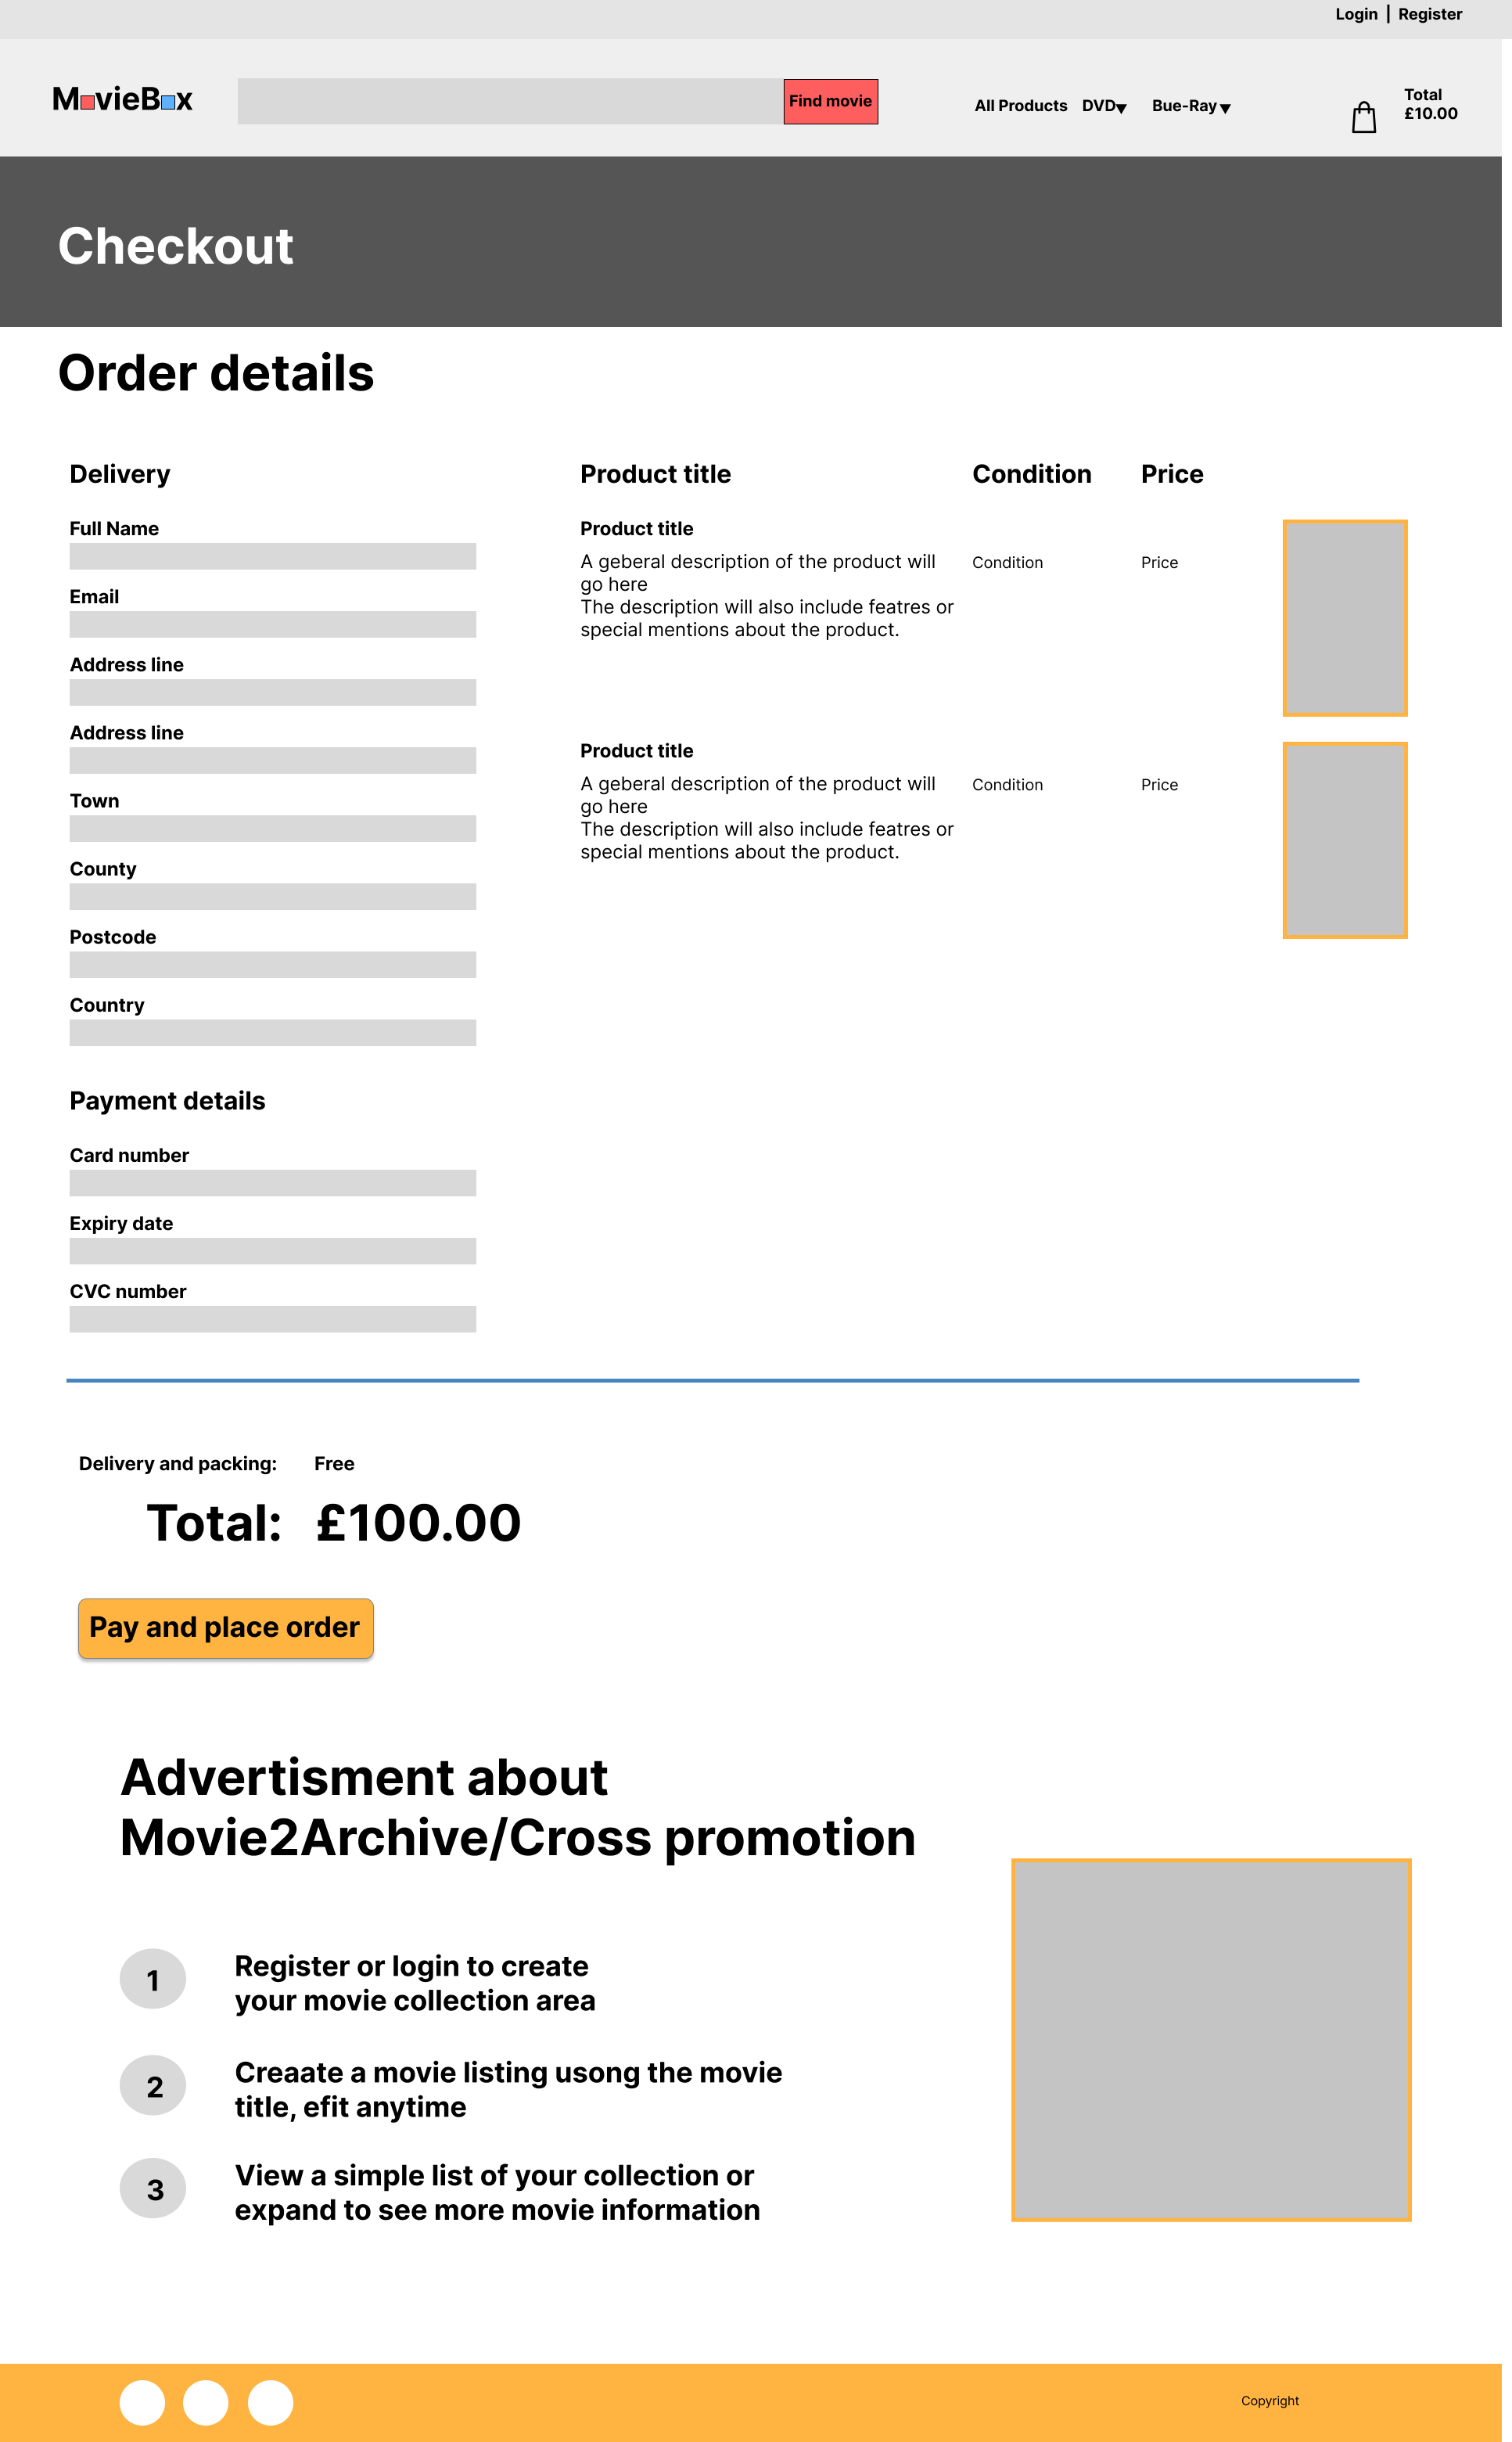 Login | Register
MovieBox
Find movie
All Products DVD Bue-Ray
Total
£10.00
Checkout
Order details
Delivery
Full Name
Email
Address line
Address line
Town
County
Postcode
Country
Payment details
Card number
Expiry date
CVC number
Product title Condition Price
Product title
A geberal description of the product will
go here
The description will also include featres or
special mentions about the product.
Condition Price
Product title
A geberal description of the product will
go here
The description will also include featres or
special mentions about the product.
Condition Price
Delivery and packing: Free
Total: £100.00
Pay and place order
Advertisment about
Movie2Archive/Cross promotion
1
Register or login to create
your movie collection area
2
Creaate a movie listing usong the movie
title, efit anytime
3
View a simple list of your collection or
expand to see more movie information
Copyright